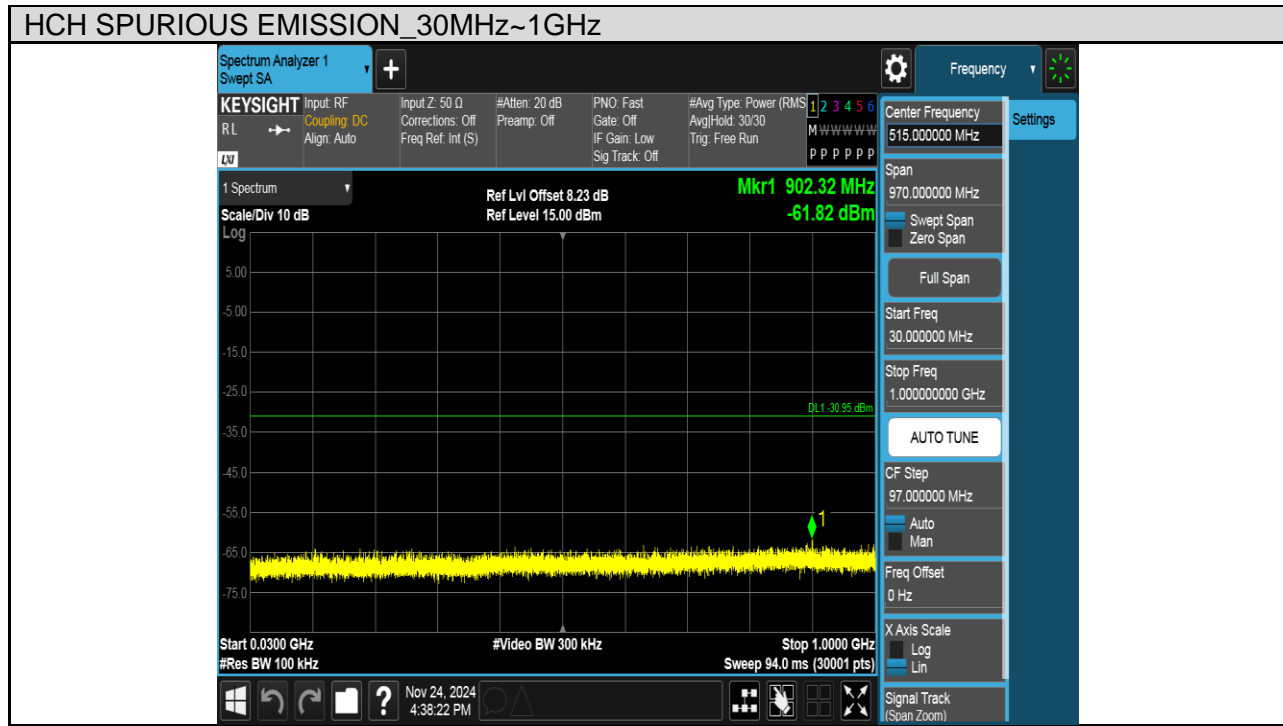 HCH SPURIOUS EMISSION_30MHz~1GHz
Spectrum Analyzer 1
Swept SA
+
Frequency
KEYSIGHT
RL
LXI
Input: RF
Coupling: DC
Align: Auto
Input Z: 50 Ω
Corrections: Off
Freq Ref: Int (S)
#Atten: 20 dB
Preamp: Off
PNO: Fast
Gate: Off
IF Gain: Low
Sig Track: Off
#Avg Type: Power (RMS
Avg|Hold: 30/30
Trig: Free Run
1 2 3 4 5 6
M W W W W W
P P P P P P
Center Frequency
515.000000 MHz
Settings
Span
970.000000 MHz
Swept Span
Zero Span
Full Span
Start Freq
30.000000 MHz
Stop Freq
1.000000000 GHz
AUTO TUNE
CF Step
97.000000 MHz
Auto
Man
Freq Offset
0 Hz
X Axis Scale
Log
Lin
Signal Track
(Span Zoom)
1 Spectrum
Scale/Div 10 dB
Log
Ref Lvl Offset 8.23 dB
Ref Level 15.00 dBm
Mkr1 902.32 MHz
-61.82 dBm
5.00
-5.00
-15.0
-25.0
DL1 -30.95 dBm
-35.0
-45.0
-55.0
1
-65.0
-75.0
Start 0.0300 GHz
#Res BW 100 kHz
#Video BW 300 kHz
Stop 1.0000 GHz
Sweep 94.0 ms (30001 pts)
?
Nov 24, 2024
4:38:22 PM